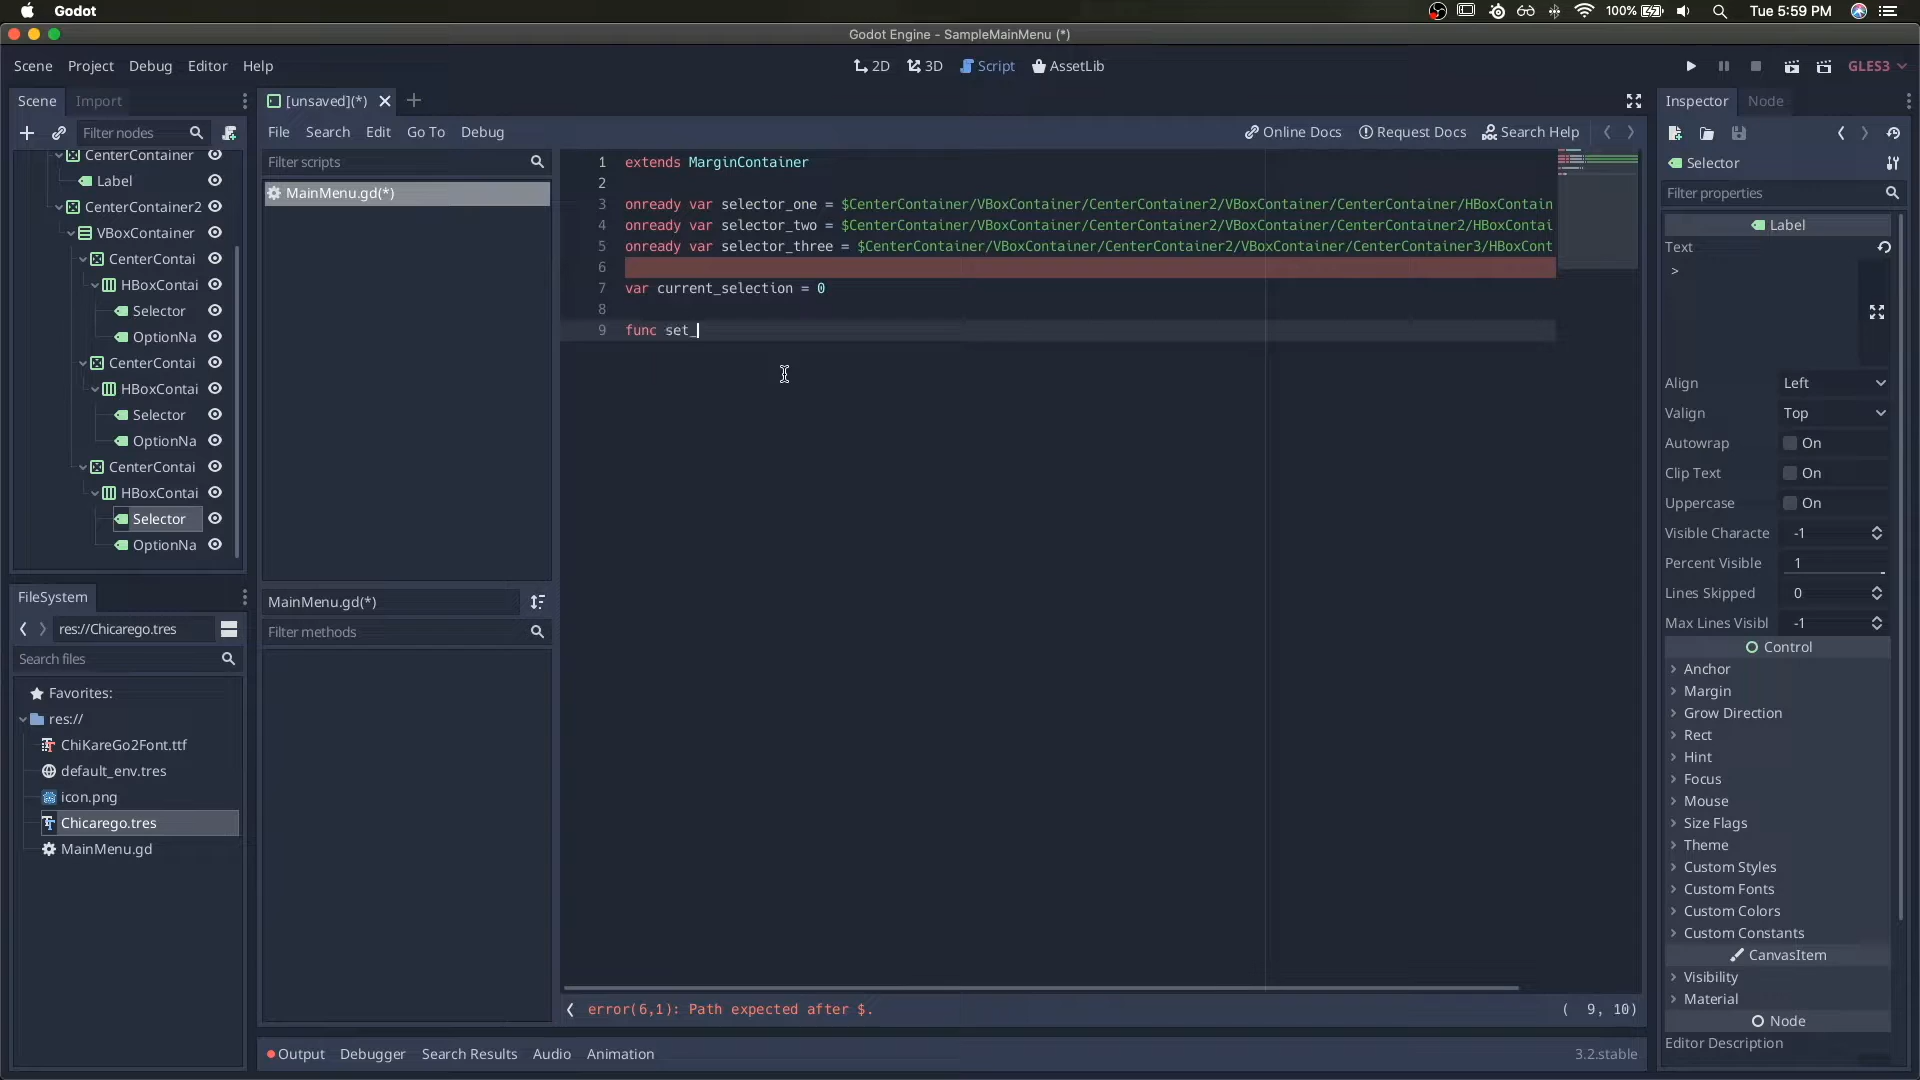 Godot
100%
Tue 5:59 PM
Godot Engine - SampleMainMenu (*)
Scene Project Debug Editor Help
2D 3D Script AssetLib
GLES3
Scene Import
Filter nodes
CenterContainer
Label
CenterContainer2
VBoxContainer
CenterContai
HBoxContai
Selector
OptionNa
CenterContai
HBoxContai
Selector
OptionNa
CenterContai
HBoxContai
Selector
OptionNa
FileSystem
res://Chicarego.tres
Search files
Favorites:
res://
ChiKareGo2Font.ttf
default_env.tres
icon.png
Chicarego.tres
MainMenu.gd
[unsaved](*)
File Search Edit Go To Debug
Online Docs Request Docs Search Help
Filter scripts
MainMenu.gd(*)
MainMenu.gd(*)
Filter methods
1 extends MarginContainer
2
3 onready var selector_one = $CenterContainer/VBoxContainer/CenterContainer2/VBoxContainer/CenterContainer/HBoxContain
4 onready var selector_two = $CenterContainer/VBoxContainer/CenterContainer2/VBoxContainer/CenterContainer2/HBoxContai
5 onready var selector_three = $CenterContainer/VBoxContainer/CenterContainer2/VBoxContainer/CenterContainer3/HBoxCont
6
7 var current_selection = 0
8
9 func set_
error(6,1): Path expected after $.
( 9, 10)
Output Debugger Search Results Audio Animation
3.2.stable
Inspector Node
Selector
Filter properties
Label
Text
>
Align Left
Valign Top
Autowrap On
Clip Text On
Uppercase On
Visible Characte -1
Percent Visible 1
Lines Skipped 0
Max Lines Visibl -1
Control
Anchor
Margin
Grow Direction
Rect
Hint
Focus
Mouse
Size Flags
Theme
Custom Styles
Custom Fonts
Custom Colors
Custom Constants
CanvasItem
Visibility
Material
Node
Editor Description